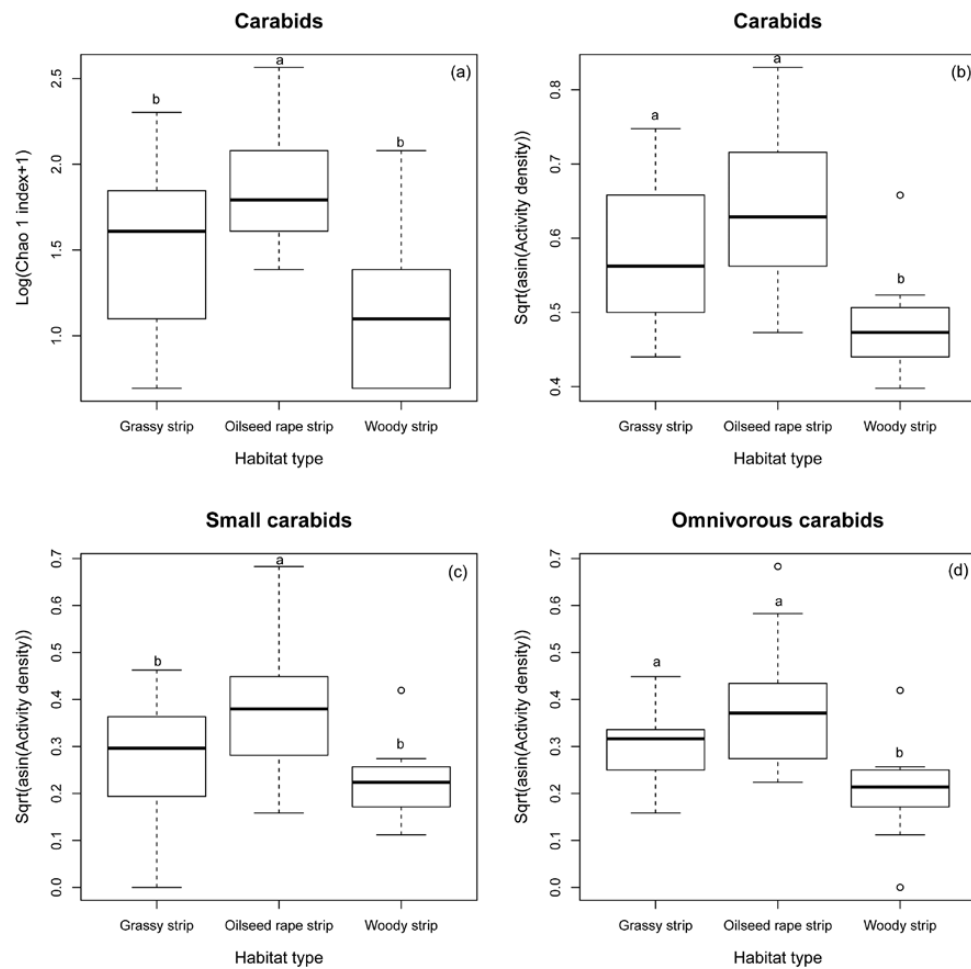 Carabids
(a)
Log(Chao 1 index+1)
2.5
2.0
1.5
1.0
b
a
b
Grassy strip Oilseed rape strip Woody strip
Habitat type
Carabids
(b)
Sqrt(asin(Activity density))
0.8
0.7
0.6
0.5
0.4
a
a
b
Grassy strip Oilseed rape strip Woody strip
Habitat type
Small carabids
(c)
Sqrt(asin(Activity density))
0.7
0.6
0.5
0.4
0.3
0.2
0.1
0.0
b
a
b
Grassy strip Oilseed rape strip Woody strip
Habitat type
Omnivorous carabids
(d)
Sqrt(asin(Activity density))
0.7
0.6
0.5
0.4
0.3
0.2
0.1
0.0
a
a
b
Grassy strip Oilseed rape strip Woody strip
Habitat type